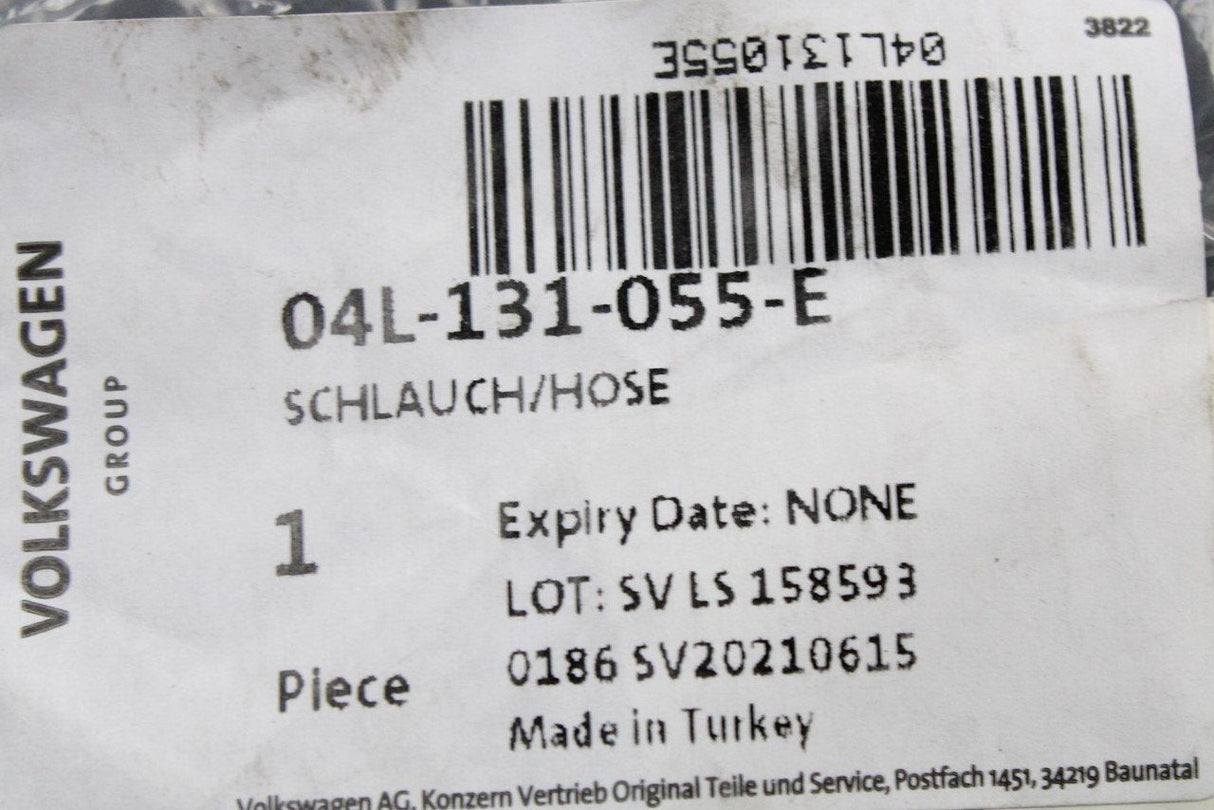 3822
04L131055E
04L-131-055-E
SCHLAUCH/HOSE
VOLKSWAGEN
GROUP
1
Piece
Expiry Date: NONE
LOT: SV LS 158593
0186 SV20210615
Made in Turkey
Volkswagen AG, Konzern Vertrieb Original Teile und Service, Postfach 1451, 34219 Baunatal